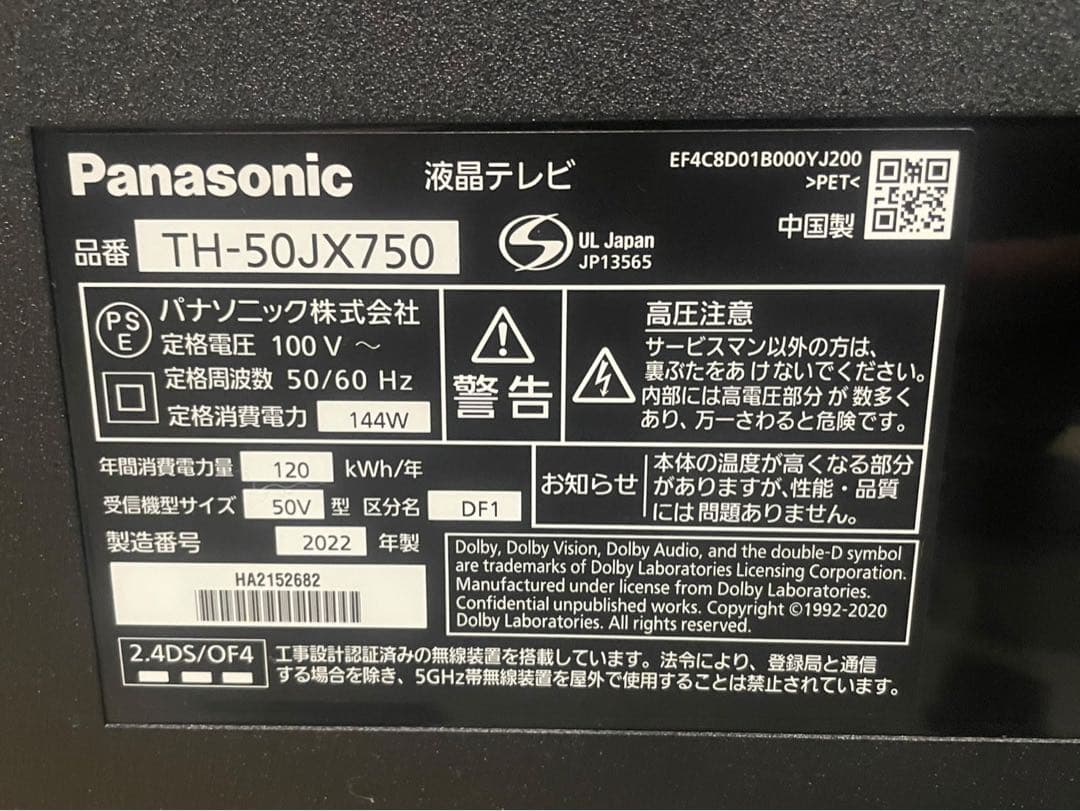 Panasonic 液晶テレビ
EF4C8D01B000YJ200
>PET<
中国製
品番 TH-50JX750
UL Japan
JP13565
PS
E
パナソニック株式会社
定格電圧 100 V ～
定格周波数 50/60 Hz
定格消費電力 144W
警告
高圧注意
サービスマン以外の方は、
裏ぶたをあけないでください。
内部には高電圧部分が数多く
あり、万一さわると危険です。
年間消費電力量 120 kWh/年
受信機型サイズ 50V 型 区分名 DF1
製造番号 2022 年製
HA2152682
お知らせ
本体の温度が高くなる部分
がありますが、性能・品質
には問題ありません。
Dolby, Dolby Vision, Dolby Audio, and the double-D symbol
are trademarks of Dolby Laboratories Licensing Corporation.
Manufactured under license from Dolby Laboratories.
Confidential unpublished works. Copyright ©1992-2020
Dolby Laboratories. All rights reserved.
2.4DS/OF4
工事設計認証済みの無線装置を搭載しています。法令により、登録局と通信
する場合を除き、5GHz帯無線装置を屋外で使用することは禁止されています。